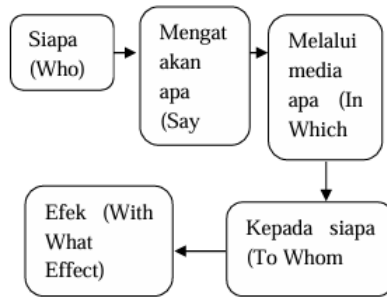 Siapa
(Who)
Mengat
akan
apa
(Say
Melalui
media
apa (In
Which
Kepada siapa
(To Whom
Efek (With
What
Effect)